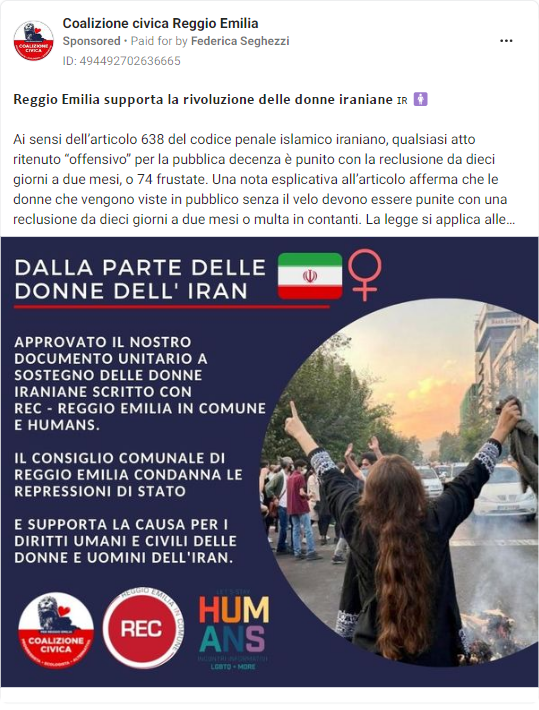 Coalizione civica Reggio Emilia
Sponsored • Paid for by Federica Seghezzi
ID: 494492702636665
Reggio Emilia supporta la rivoluzione delle donne iraniane IR 🚺
Ai sensi dell'articolo 638 del codice penale islamico iraniano, qualsiasi atto
ritenuto “offensivo” per la pubblica decenza è punito con la reclusione da dieci
giorni a due mesi, o 74 frustate. Una nota esplicativa all'articolo afferma che le
donne che vengono viste in pubblico senza il velo devono essere punite con una
reclusione da dieci giorni a due mesi o multa in contanti. La legge si applica alle...
DALLA PARTE DELLE
DONNE DELL' IRAN
APPROVATO IL NOSTRO
DOCUMENTO UNITARIO A
SOSTEGNO DELLE DONNE
IRANIANE SCRITTO CON
REC - REGGIO EMILIA IN COMUNE
E HUMANS.
IL CONSIGLIO COMUNALE DI
REGGIO EMILIA CONDANNA LE
REPRESSIONI DI STATO
E SUPPORTA LA CAUSA PER I
DIRITTI UMANI E CIVILI DELLE
DONNE E UOMINI DELL'IRAN.
COALIZIONE
CIVICA
REGGIO EMILIA IN COMUNE
REC
HUM
ANS
LGBTQ + MORE